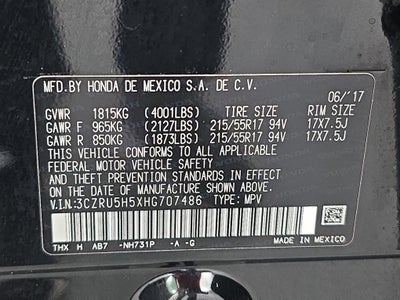 MFD.BY HONDA DE MEXICO S.A. DE C.V.
06/'17
GVWR 1815KG (4001LBS) TIRE SIZE RIM SIZE
GAWR F 965KG (2127LBS) 215/55R17 94V 17X7.5J
GAWR R 850KG (1873LBS) 215/55R17 94V 17X7.5J
THIS VEHICLE CONFORMS TO ALL APPLICABLE
FEDERAL MOTOR VEHICLE SAFETY AND
THEFT PREVENTION STANDARDS IN EFFECT ON
THE DATE OF MANUFACTURE SHOWN ABOVE.
V.I.N:3CZRU5H5XHG707486 TYPE: MPV
THX H AB7 -NH731P -A -G
MADE IN MEXICO